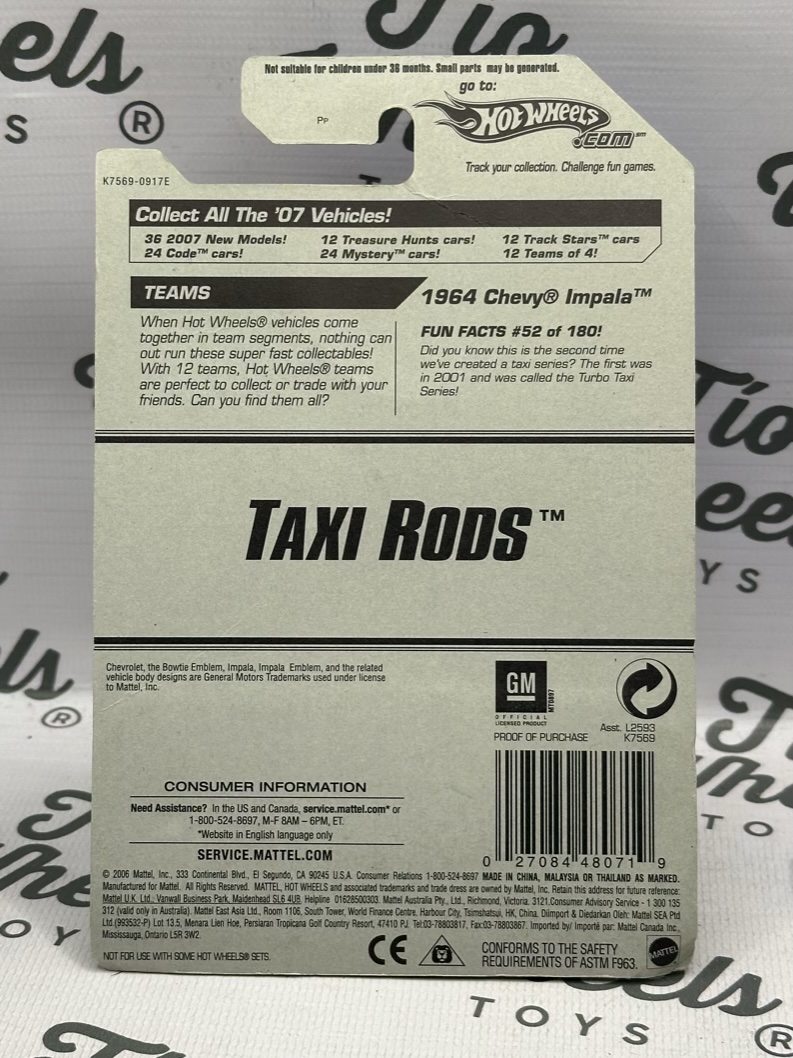 Tio
eels
®
S
Not suitable for children under 36 months. Small parts may be generated.
go to:
PP
HOT WHEELS
.COM℠
Track your collection. Challenge fun games.
K7569-0917E
Collect All The '07 Vehicles!
36 2007 New Models! 12 Treasure Hunts cars! 12 Track Stars™ cars
24 Code™ cars! 24 Mystery™ cars! 12 Teams of 4!
TEAMS
1964 Chevy® Impala™
When Hot Wheels® vehicles come
together in team segments, nothing can
out run these super fast collectables!
With 12 teams, Hot Wheels® teams
are perfect to collect or trade with your
friends. Can you find them all?
FUN FACTS #52 of 180!
Did you know this is the second time
we've created a taxi series? The first was
in 2001 and was called the Turbo Taxi
Series!
TAXI RODS™
Chevrolet, the Bowtie Emblem, Impala, Impala Emblem, and the related
vehicle body designs are General Motors Trademarks used under license
to Mattel, Inc.
GM
OFFICIAL
LICENSED PRODUCT
MT0897
PROOF OF PURCHASE
Asst. L2593
K7569
0 27084 48071 9
CONSUMER INFORMATION
Need Assistance? In the US and Canada, service.mattel.com* or
1-800-524-8697, M-F 8AM – 6PM, ET.
*Website in English language only
SERVICE.MATTEL.COM
© 2006 Mattel, Inc., 333 Continental Blvd., El Segundo, CA 90245 U.S.A. Consumer Relations 1-800-524-8697 MADE IN CHINA, MALAYSIA OR THAILAND AS MARKED.
Manufactured for Mattel. All Rights Reserved. MATTEL, HOT WHEELS and associated trademarks and trade dress are owned by Mattel, Inc. Retain this address for future reference:
Mattel U.K. Ltd., Vanwall Business Park, Maidenhead SL6 4UB. Helpline 01628500303. Mattel Australia Pty., Ltd., Richmond, Victoria. 3121.Consumer Advisory Service - 1 300 135
312 (valid only in Australia). Mattel East Asia Ltd., Room 1106, South Tower, World Finance Centre, Harbour City, Tsimshatsui, HK, China. Diimport & Diedarkan Oleh: Mattel SEA Ptd
Ltd.(993532-P) Lot 13.5, Menara Lien Hoe, Persiaran Tropicana Golf Country Resort, 47410 PJ. Tel:03-78803817, Fax:03-78803867. Imported by/ Importé par: Mattel Canada Inc.,
Mississauga, Ontario L5R 3W2.
NOT FOR USE WITH SOME HOT WHEELS® SETS.
CE
CONFORMS TO THE SAFETY
REQUIREMENTS OF ASTM F963.
MATTEL
Tio
eels
TOYS
®